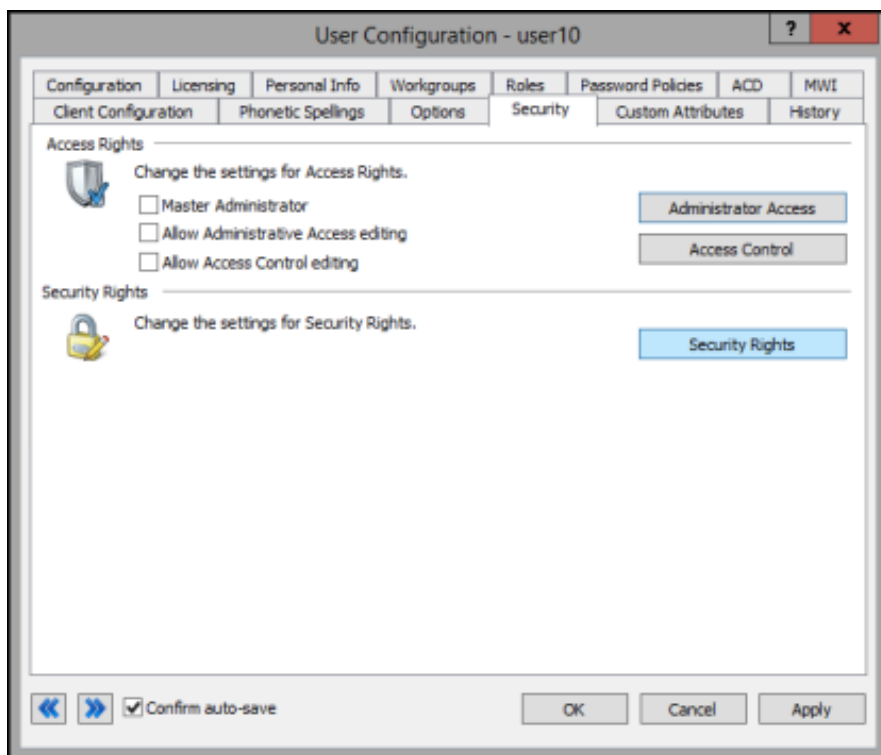 User Configuration - user10
? x
Configuration Licensing Personal Info Workgroups Roles Password Policies ACD MWI
Client Configuration Phonetic Spellings Options Security Custom Attributes History
Access Rights
Change the settings for Access Rights.
Master Administrator
Administrator Access
Allow Administrative Access editing
Access Control
Allow Access Control editing
Security Rights
Change the settings for Security Rights.
Security Rights
Confirm auto-save
OK Cancel Apply